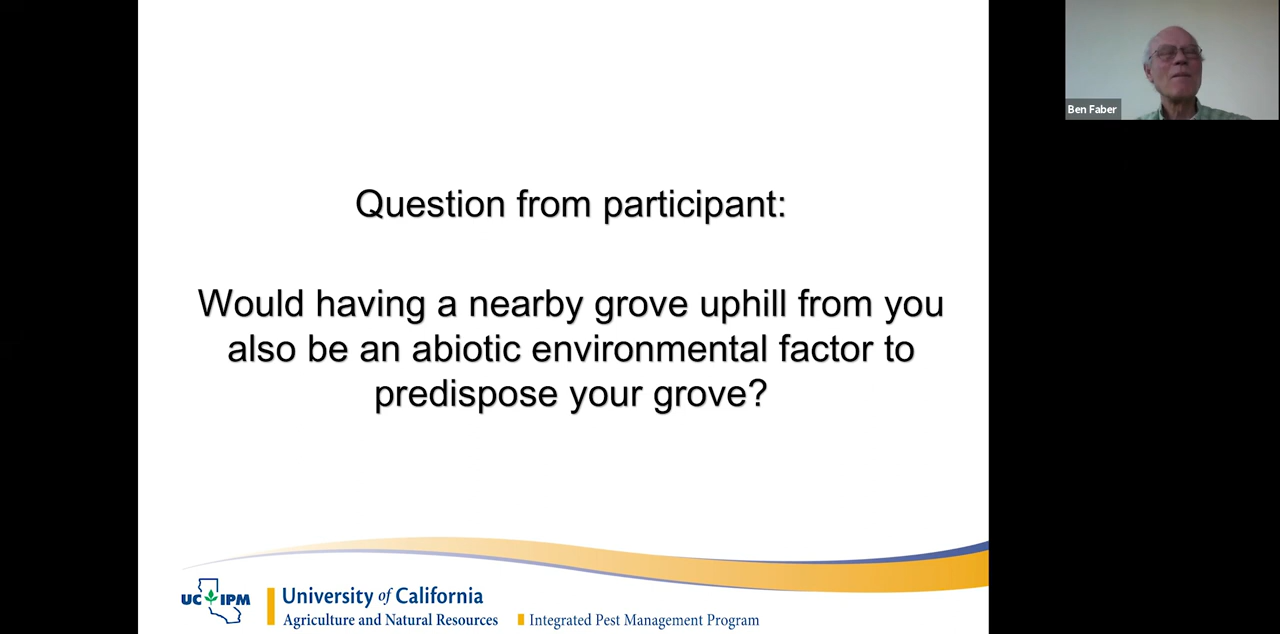 Question from participant:
Would having a nearby grove uphill from you
also be an abiotic environmental factor to
predispose your grove?
Ben Faber
UC IPM
University of California
Agriculture and Natural Resources
Integrated Pest Management Program